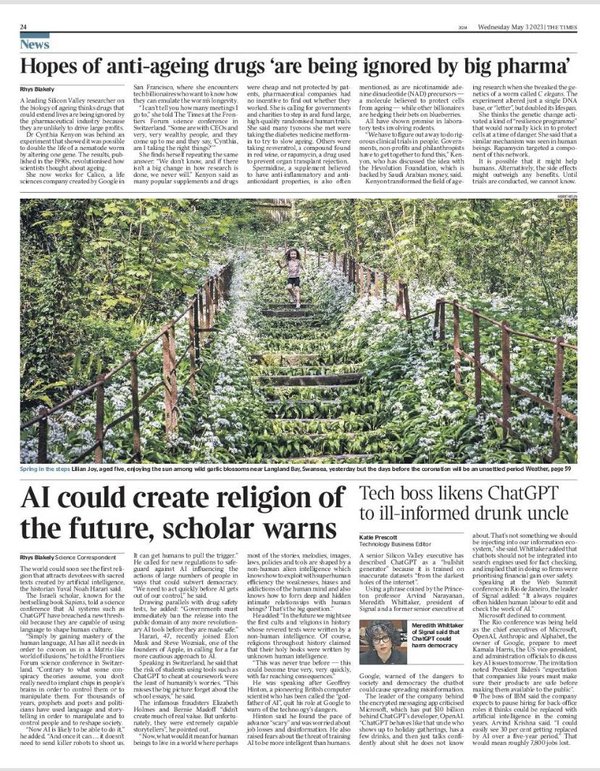 24
2GM Wednesday May 3 2023 | THE TIMES
News
Hopes of anti-ageing drugs ‘are being ignored by big pharma’
Rhys Blakely
A leading Silicon Valley researcher on
the biology of ageing thinks drugs that
could extend lives are being ignored by
the pharmaceutical industry because
they are unlikely to drive large profits.
Dr Cynthia Kenyon was behind an
experiment that showed it was possible
to double the life of a nematode worm
by altering one gene. The results, pub-
lished in the 1990s, revolutionised how
scientists thought about ageing.
She now works for Calico, a life
sciences company created by Google in
San Francisco, where she encounters
tech billionaires who want to know how
they can emulate the worm's longevity.
"I can't tell you how many meetings I
go to," she told The Times at the Fron-
tiers Forum science conference in
Switzerland. "Some are with CEOs and
very, very wealthy people, and they
come up to me and they say, 'Cynthia,
am I taking the right things?'"
She finds herself repeating the same
answer. "We don't know, and if there
isn't a big change in how research is
done, we never will." Kenyon said as
many popular supplements and drugs
were cheap and not protected by pat-
ents, pharmaceutical companies had
no incentive to find out whether they
worked. She is calling for governments
and charities to step in and fund large,
high-quality randomised human trials.
She said many tycoons she met were
taking the diabetes medicine metform-
in to try to slow ageing. Others were
taking resveratrol, a compound found
in red wine, or rapamycin, a drug used
to prevent organ transplant rejection.
Spermidine, a supplement believed
to have anti-inflammatory and anti-
antioxidant properties, is also often
mentioned, as are nicotinamide ade-
nine dinucleotide (NAD) precursors —
a molecule believed to protect cells
from ageing — while other billionaires
are hedging their bets on blueberries.
All have shown promise in labora-
tory tests involving rodents.
"We have to figure out a way to do rig-
orous clinical trials in people. Govern-
ments, non-profits and philanthropists
have to get together to fund this," Ken-
yon, who has discussed the idea with
the Hevolution Foundation, which is
backed by Saudi Arabian money, said.
Kenyon transformed the field of age-
ing research when she tweaked the ge-
netics of a worm called C elegans. The
experiment altered just a single DNA
base, or "letter", but doubled its lifespan.
She thinks the genetic change acti-
vated a kind of "resilience programme"
that would normally kick in to protect
cells at a time of danger. She said that a
similar mechanism was seen in human
beings. Rapamycin targeted a compo-
nent of this network.
It is possible that it might help
humans. Alternatively, the side effects
might outweigh any benefits. Until
trials are conducted, we cannot know.
Spring in the steps Lilian Joy, aged five, enjoying the sun among wild garlic blossoms near Langland Bay, Swansea, yesterday but the days before the coronation will be an unsettled period Weather, page 59
AI could create religion of
the future, scholar warns
Rhys Blakely Science Correspondent
The world could soon see the first reli-
gion that attracts devotees with sacred
texts created by artificial intelligence,
the historian Yuval Noah Harari said.
The Israeli scholar, known for the
bestselling book Sapiens, told a science
conference that AI systems such as
ChatGPT have breached a new thresh-
old because they are capable of using
language to shape human culture.
"Simply by gaining mastery of the
human language, AI has all it needs in
order to cocoon us in a Matrix-like
world of illusions," he told the Frontiers
Forum science conference in Switzer-
land. "Contrary to what some con-
spiracy theories assume, you don't
really need to implant chips in people's
brains in order to control them or to
manipulate them. For thousands of
years, prophets and poets and politi-
cians have used language and story-
telling in order to manipulate and to
control people and to reshape society.
"Now AI is likely to be able to do it,"
he added. "And once it can . . . it doesn't
need to send killer robots to shoot us.
It can get humans to pull the trigger."
He called for new regulations to safe-
guard against AI influencing the
actions of large numbers of people in
ways that could subvert democracy.
"We need to act quickly before AI gets
out of our control," he said.
Drawing parallels with drug safety
tests, he added: "Governments must
immediately ban the release into the
public domain of any more revolution-
ary AI tools before they are made safe."
Harari, 47, recently joined Elon
Musk and Steve Wozniak, one of the
founders of Apple, in calling for a far
more cautious approach to AI.
Speaking in Switzerland, he said that
the risk of students using tools such as
ChatGPT to cheat at coursework were
the least of humanity's worries. "This
misses the big picture: forget about the
school essays," he said.
The infamous fraudsters Elizabeth
Holmes and Bernie Madoff "didn't
create much of real value. But unfortu-
nately, they were extremely capable
storytellers", he pointed out.
"Now, what would it mean for human
beings to live in a world where perhaps
most of the stories, melodies, images,
laws, policies and tools are shaped by a
non-human alien intelligence which
knows how to exploit with superhuman
efficiency the weaknesses, biases and
addictions of the human mind and also
knows how to form deep and hidden
intimate relationships with human
beings? That's the big question."
He added: "In the future we might see
the first cults and religions in history
whose revered texts were written by a
non-human intelligence. Of course,
religions throughout history claimed
that their holy books were written by
unknown human intelligence.
"This was never true before — this
could become true very, very quickly,
with far reaching consequences."
He was speaking after Geoffrey
Hinton, a pioneering British computer
scientist who has been called the "god-
father of AI", quit his role at Google to
warn of the technology's dangers.
Hinton said he found the pace of
advance "scary" and was worried about
job losses and disinformation. He also
raised fears about the threat of training
AI to be more intelligent than humans.
Tech boss likens ChatGPT
to ill-informed drunk uncle
Katie Prescott
Technology Business Editor
A senior Silicon Valley executive has
described ChatGPT as a "bullshit
generator" because it is trained on
inaccurate datasets "from the darkest
holes of the internet".
Using a phrase coined by the Prince-
ton professor Arvind Narayanan,
Meredith Whittaker, president of
Signal and a former senior executive at
Meredith Whittaker
of Signal said that
ChatGPT could
harm democracy
Google, warned of the dangers to
society and democracy the chatbot
could cause spreading misinformation.
The leader of the company behind
the encrypted messaging app criticised
Microsoft, which has put $10 billion
behind ChatGPT's developer, OpenAI.
"ChatGPT behaves like that uncle who
shows up to holiday gatherings, has a
few drinks, and then just talks confi-
dently about shit he does not know
about. That's not something we should
be injecting into our information eco-
system," she said. Whittaker added that
chatbots should not be integrated into
search engines used for fact checking,
and implied that in doing so firms were
prioritising financial gain over safety.
Speaking at the Web Summit
conference in Rio de Janeiro, the leader
of Signal added: "It always requires
often hidden human labour to edit and
check the work of AI."
Microsoft declined to comment.
The Rio conference was being held
as the chief executives of Microsoft,
OpenAI, Anthropic and Alphabet, the
owner of Google, prepare to meet
Kamala Harris, the US vice-president,
and administration officials to discuss
key AI issues tomorrow. The invitation
noted President Biden's "expectation
that companies like yours must make
sure their products are safe before
making them available to the public".
● The boss of IBM said the company
expects to pause hiring for back-office
roles it thinks could be replaced with
artificial intelligence in the coming
years. Arvind Krishna said: "I could
easily see 30 per cent getting replaced
by AI over a five-year period." That
would mean roughly 7,800 jobs lost.